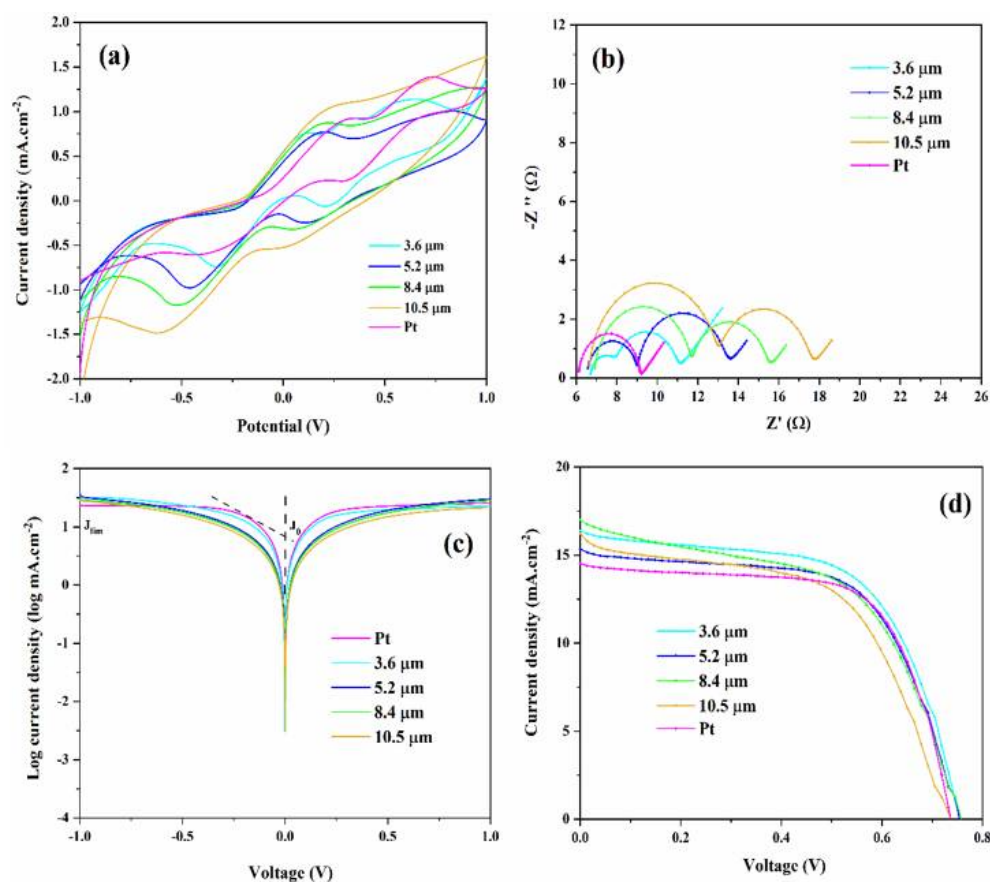 (a)
Current density (mA.cm⁻²)
2.0
1.5
1.0
0.5
0.0
-0.5
-1.0
-1.5
-2.0
3.6 μm
5.2 μm
8.4 μm
10.5 μm
Pt
-1.0 -0.5 0.0 0.5 1.0
Potential (V)
(b)
-Z'' (Ω)
12
10
8
6
4
2
0
3.6 μm
5.2 μm
8.4 μm
10.5 μm
Pt
6 8 10 12 14 16 18 20 22 24 26
Z' (Ω)
(c)
Log current density (log mA.cm⁻²)
2
1
0
-1
-2
-3
-4
Jlim
J0
Pt
3.6 μm
5.2 μm
8.4 μm
10.5 μm
-1.0 -0.5 0.0 0.5 1.0
Voltage (V)
(d)
Current density (mA.cm⁻²)
20
15
10
5
0
3.6 μm
5.2 μm
8.4 μm
10.5 μm
Pt
0.0 0.2 0.4 0.6 0.8
Voltage (V)